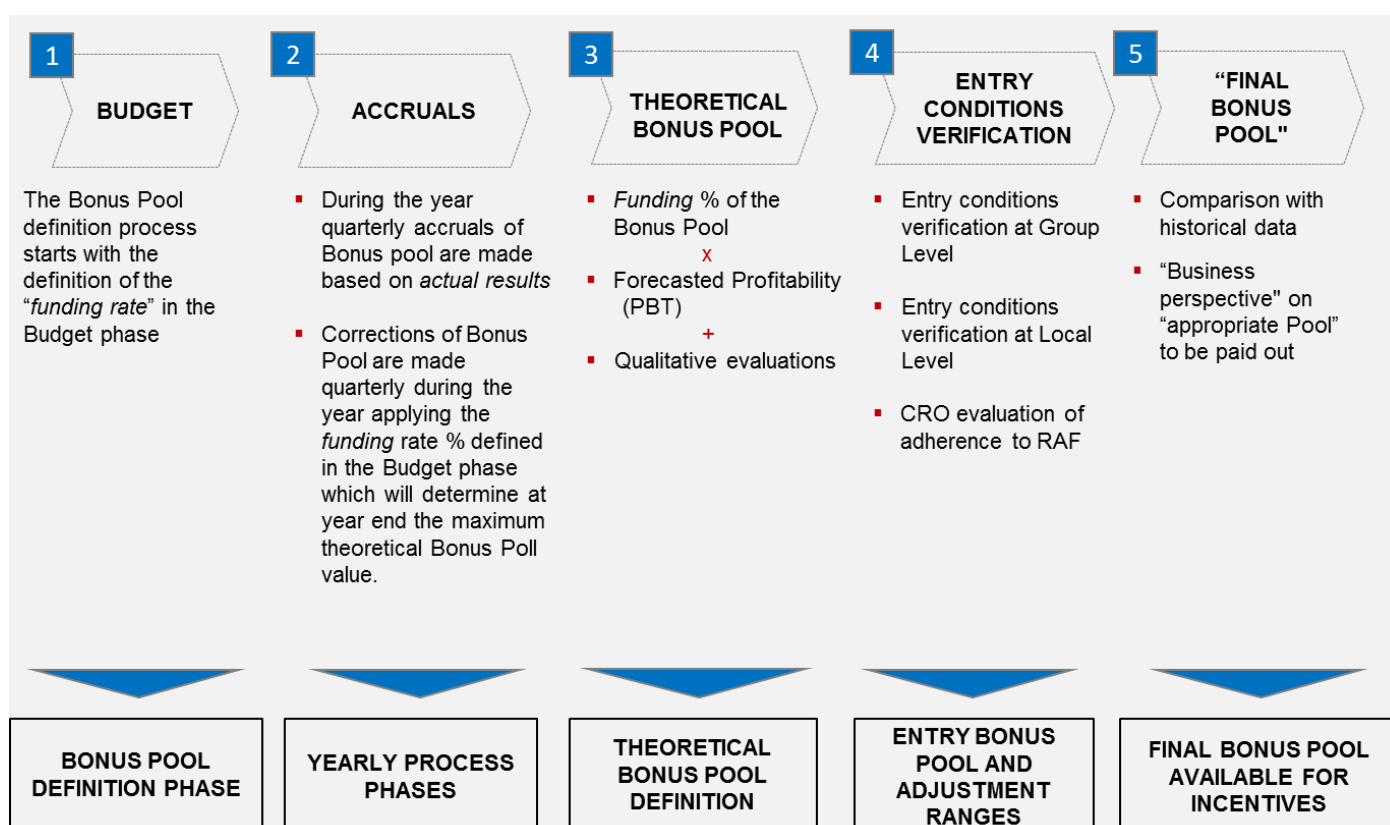 1
BUDGET
The Bonus Pool
definition process
starts with the
definition of the
“funding rate” in the
Budget phase
BONUS POOL
DEFINITION PHASE
2
ACCRUALS
▪ During the year
quarterly accruals of
Bonus pool are made
based on actual results
▪ Corrections of Bonus
Pool are made
quarterly during the
year applying the
funding rate % defined
in the Budget phase
which will determine at
year end the maximum
theoretical Bonus Poll
value.
YEARLY PROCESS
PHASES
3
THEORETICAL
BONUS POOL
▪ Funding % of the
Bonus Pool
x
▪ Forecasted Profitability
(PBT)
+
▪ Qualitative evaluations
THEORETICAL
BONUS POOL
DEFINITION
4
ENTRY
CONDITIONS
VERIFICATION
▪ Entry conditions
verification at Group
Level
▪ Entry conditions
verification at Local
Level
▪ CRO evaluation of
adherence to RAF
ENTRY BONUS
POOL AND
ADJUSTMENT
RANGES
5
“FINAL
BONUS
POOL"
▪ Comparison with
historical data
▪ “Business
perspective" on
“appropriate Pool”
to be paid out
FINAL BONUS POOL
AVAILABLE FOR
INCENTIVES